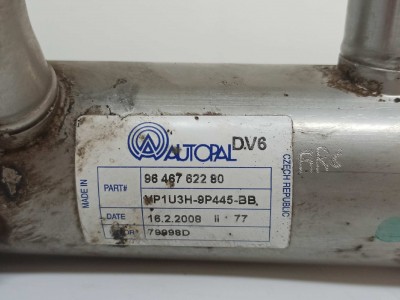 AUTOPAL DV6
MADE IN
CZECH REPUBLIC
PART# 96 467 622 80
VP1U3H-9P445-BB
DATE 16.2.2008 II 77
79998D